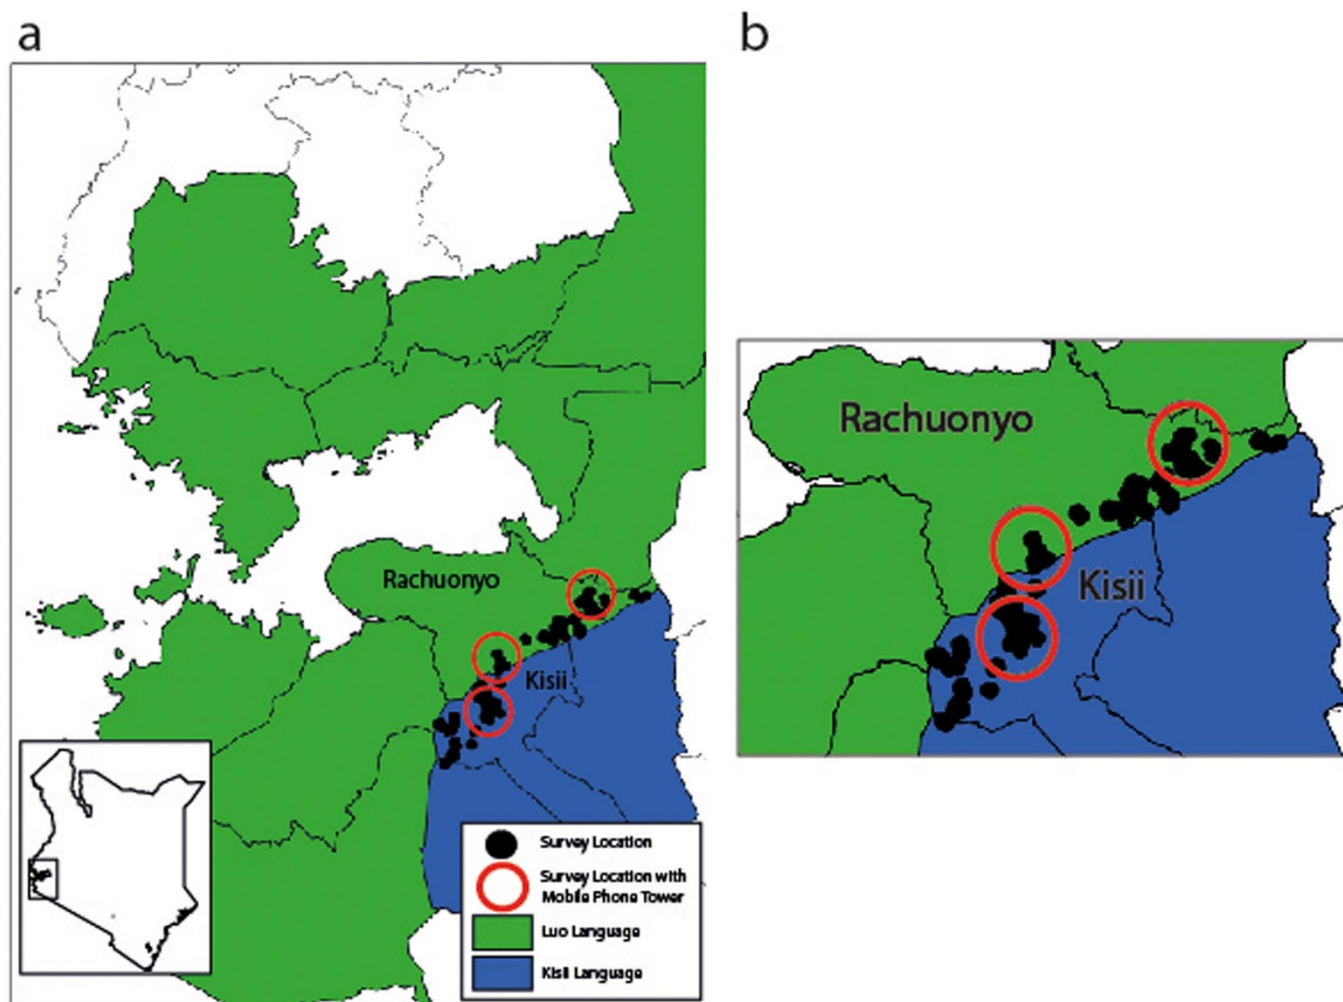 a
b
Rachuonyo
Kisii
Survey Location
Survey Location with
Mobile Phone Tower
Luo Language
Kisii Language
Rachuonyo
Kisii